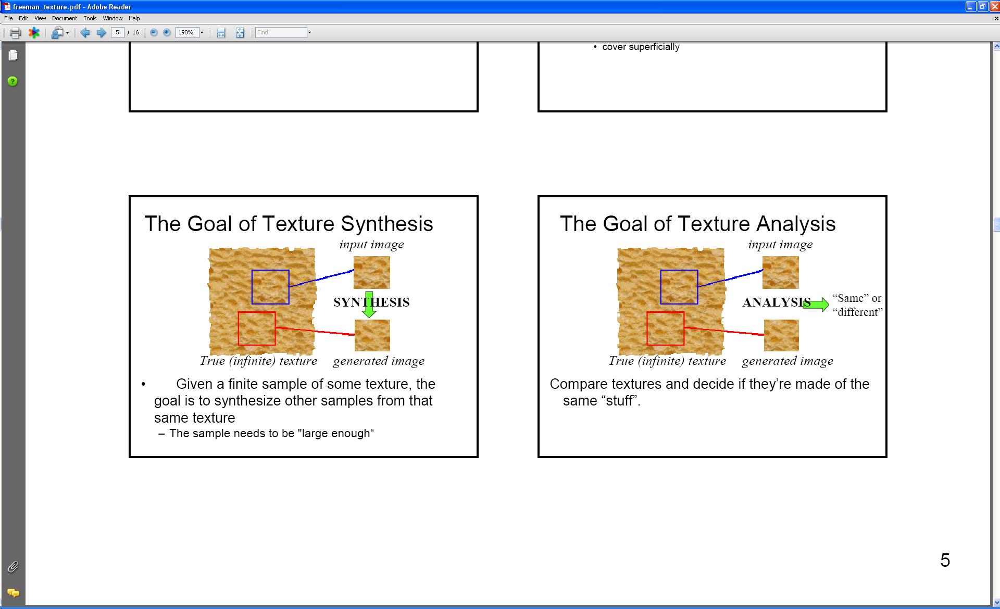 freeman_texture.pdf - Adobe Reader
File Edit View Document Tools Window Help
5 / 16 198% Find
• cover superficially
The Goal of Texture Synthesis
input image
SYNTHESIS
True (infinite) texture generated image
• Given a finite sample of some texture, the
goal is to synthesize other samples from that
same texture
– The sample needs to be "large enough“
The Goal of Texture Analysis
input image
ANALYSIS
“Same” or
“different”
True (infinite) texture generated image
Compare textures and decide if they’re made of the
same “stuff”.
5